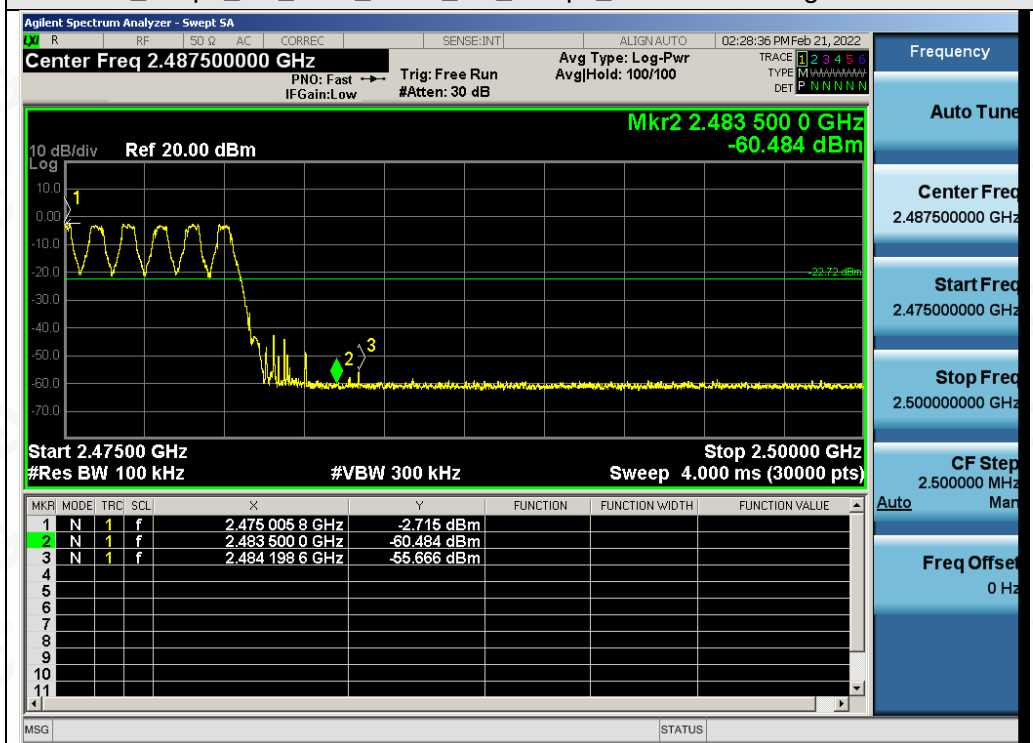 Agilent Spectrum Analyzer - Swept SA
LXI R RF 50 Ω AC CORREC SENSE:INT ALIGN AUTO 02:28:36 PM Feb 21, 2022
Center Freq 2.487500000 GHz
PNO: Fast
IFGain:Low
Trig: Free Run
#Atten: 30 dB
Avg Type: Log-Pwr
Avg|Hold: 100/100
TRACE 1 2 3 4 5 6
TYPE M
DET P N N N N N
Mkr2 2.483 500 0 GHz
-60.484 dBm
10 dB/div Ref 20.00 dBm
Log
10.0
0.00
-10.0
-20.0
-30.0
-40.0
-50.0
-60.0
-70.0
1
2
3
-22.72 dBm
Start 2.47500 GHz Stop 2.50000 GHz
#Res BW 100 kHz #VBW 300 kHz Sweep 4.000 ms (30000 pts)
MKR MODE TRC SCL X Y FUNCTION FUNCTION WIDTH FUNCTION VALUE
1 N 1 f 2.475 005 8 GHz -2.715 dBm
2 N 1 f 2.483 500 0 GHz -60.484 dBm
3 N 1 f 2.484 198 6 GHz -55.666 dBm
4
5
6
7
8
9
10
11
MSG STATUS
Frequency
Auto Tune
Center Freq
2.487500000 GHz
Start Freq
2.475000000 GHz
Stop Freq
2.500000000 GHz
CF Step
2.500000 MHz
Auto Man
Freq Offset
0 Hz